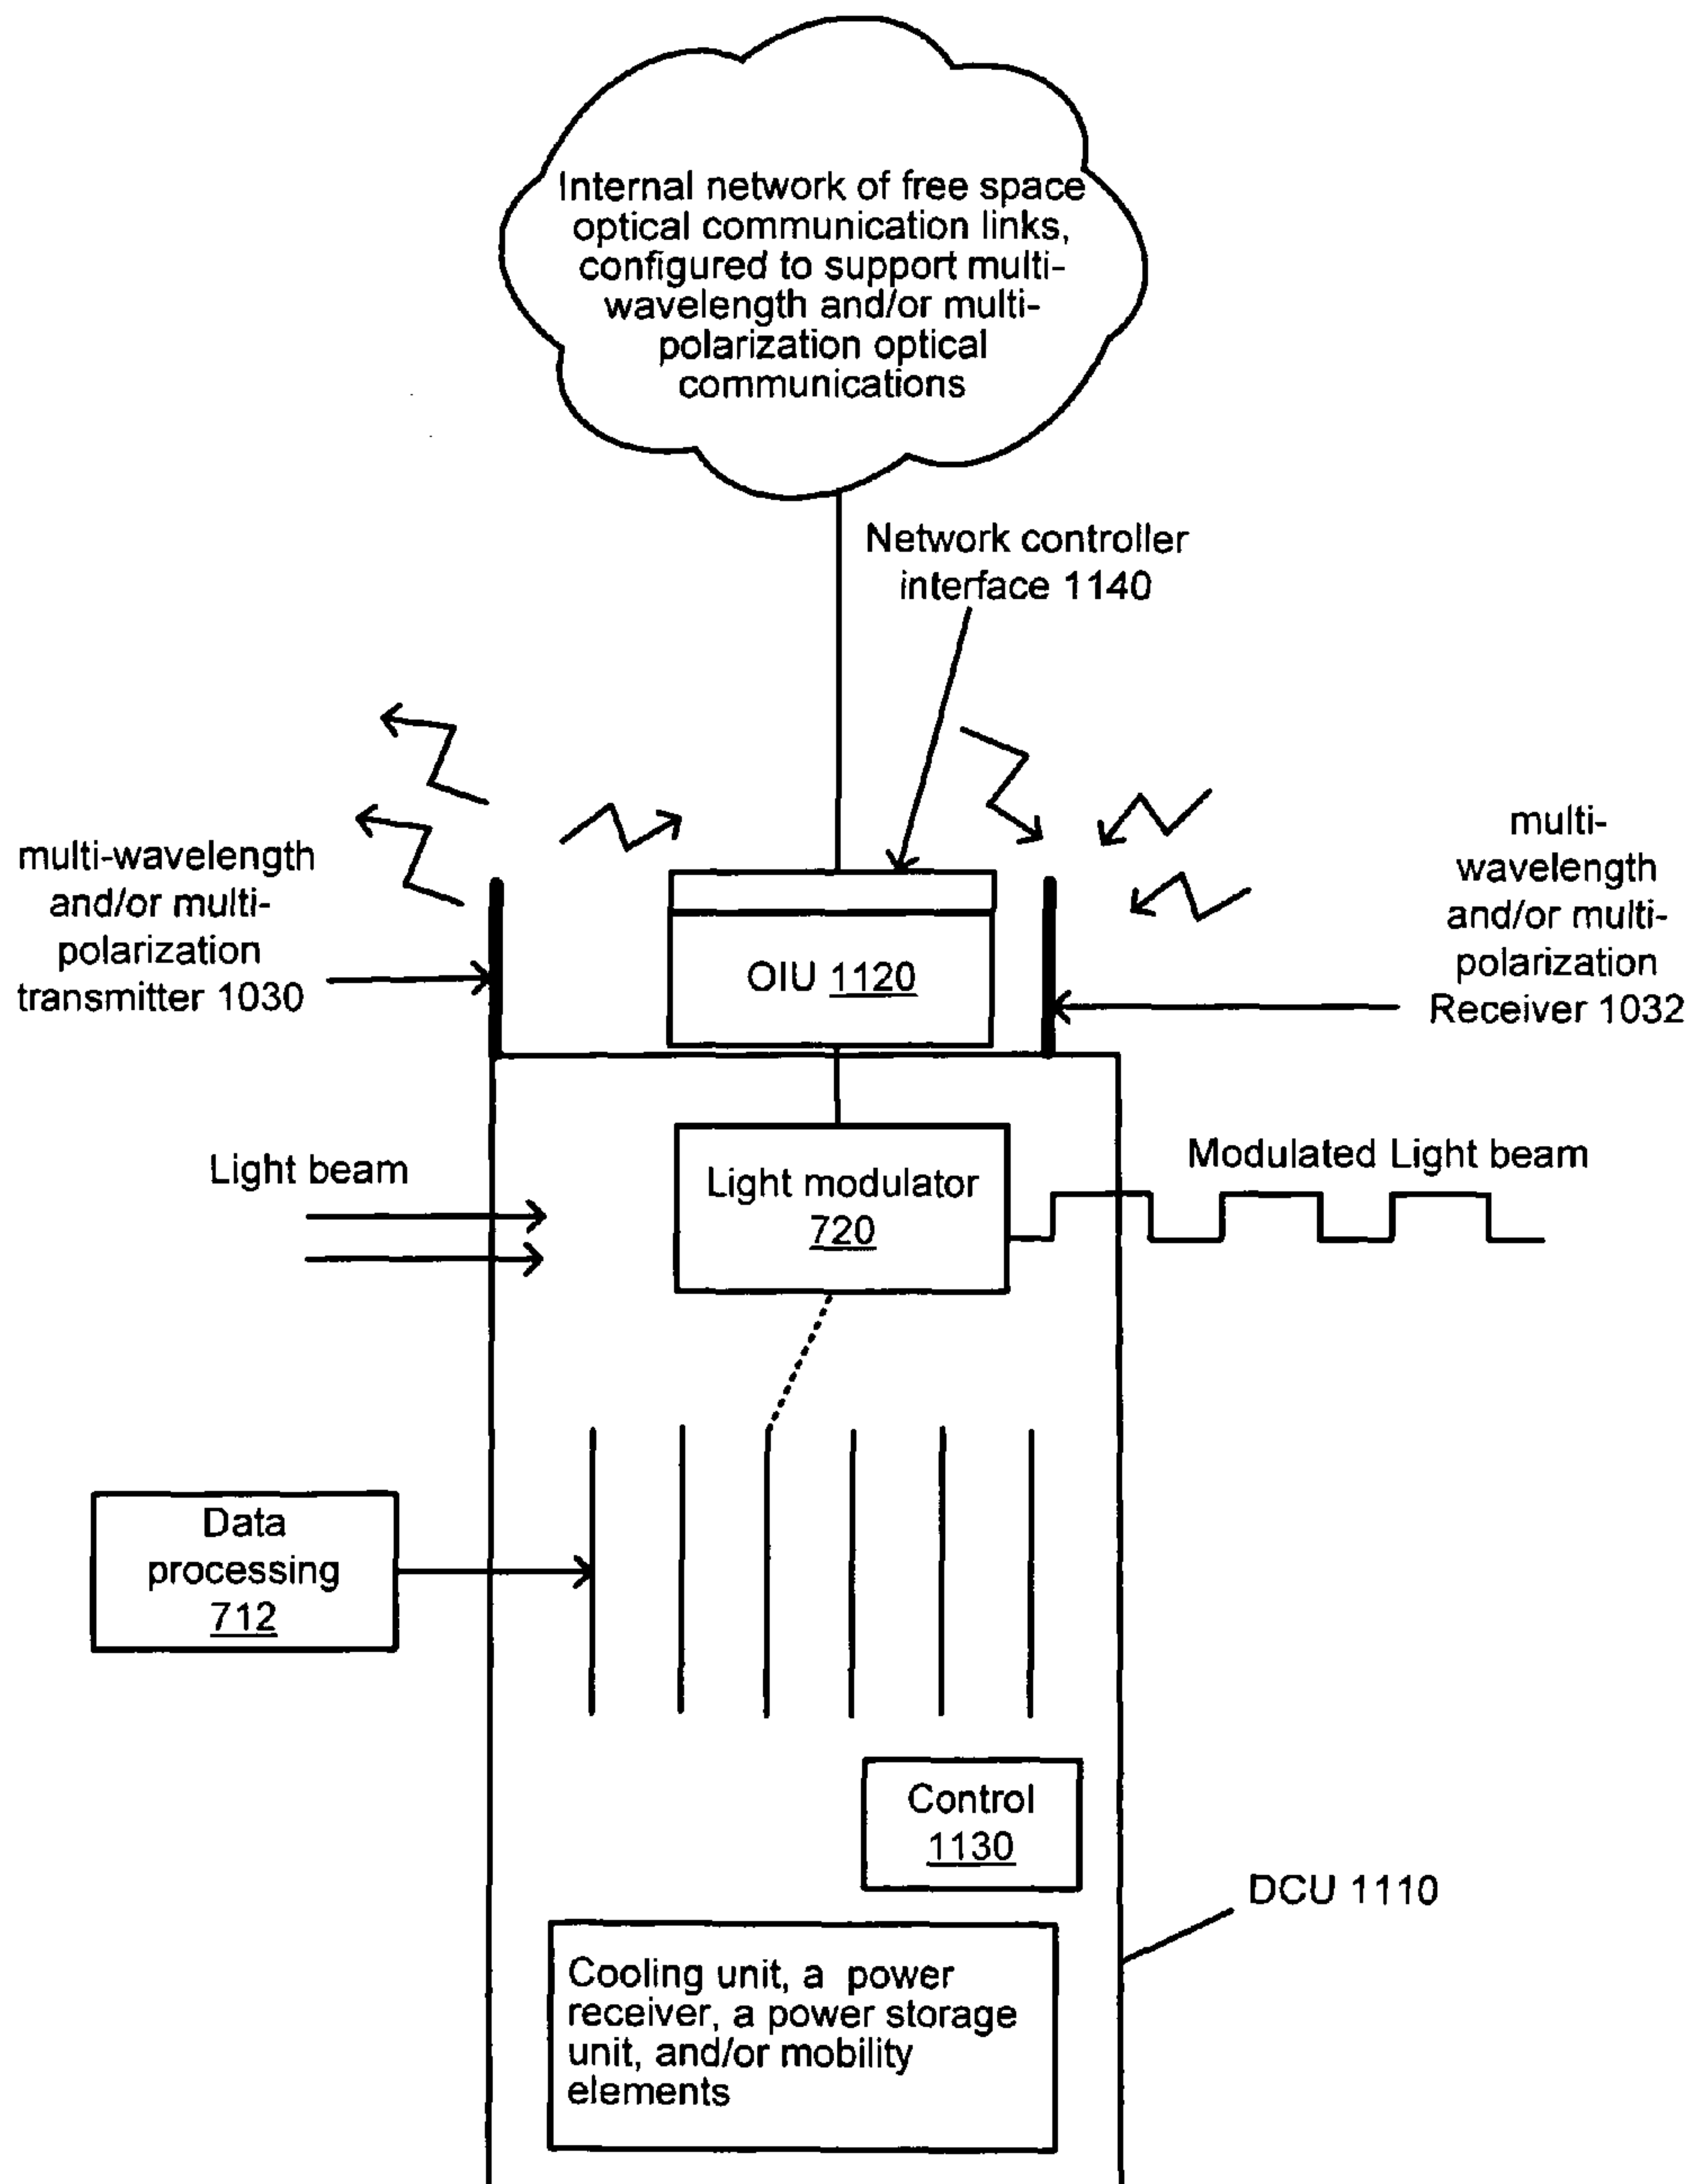 Internal network of free space
optical communication links,
configured to support multi-
wavelength and/or multi-
polarization optical
communications
Network controller
interface 1140
multi-wavelength
and/or multi-
polarization
transmitter 1030
multi-
wavelength
and/or multi-
polarization
Receiver 1032
OIU 1120
Light beam
Light modulator
720
Modulated Light beam
Data
processing
712
Control
1130
DCU 1110
Cooling unit, a power
receiver, a power storage
unit, and/or mobility
elements